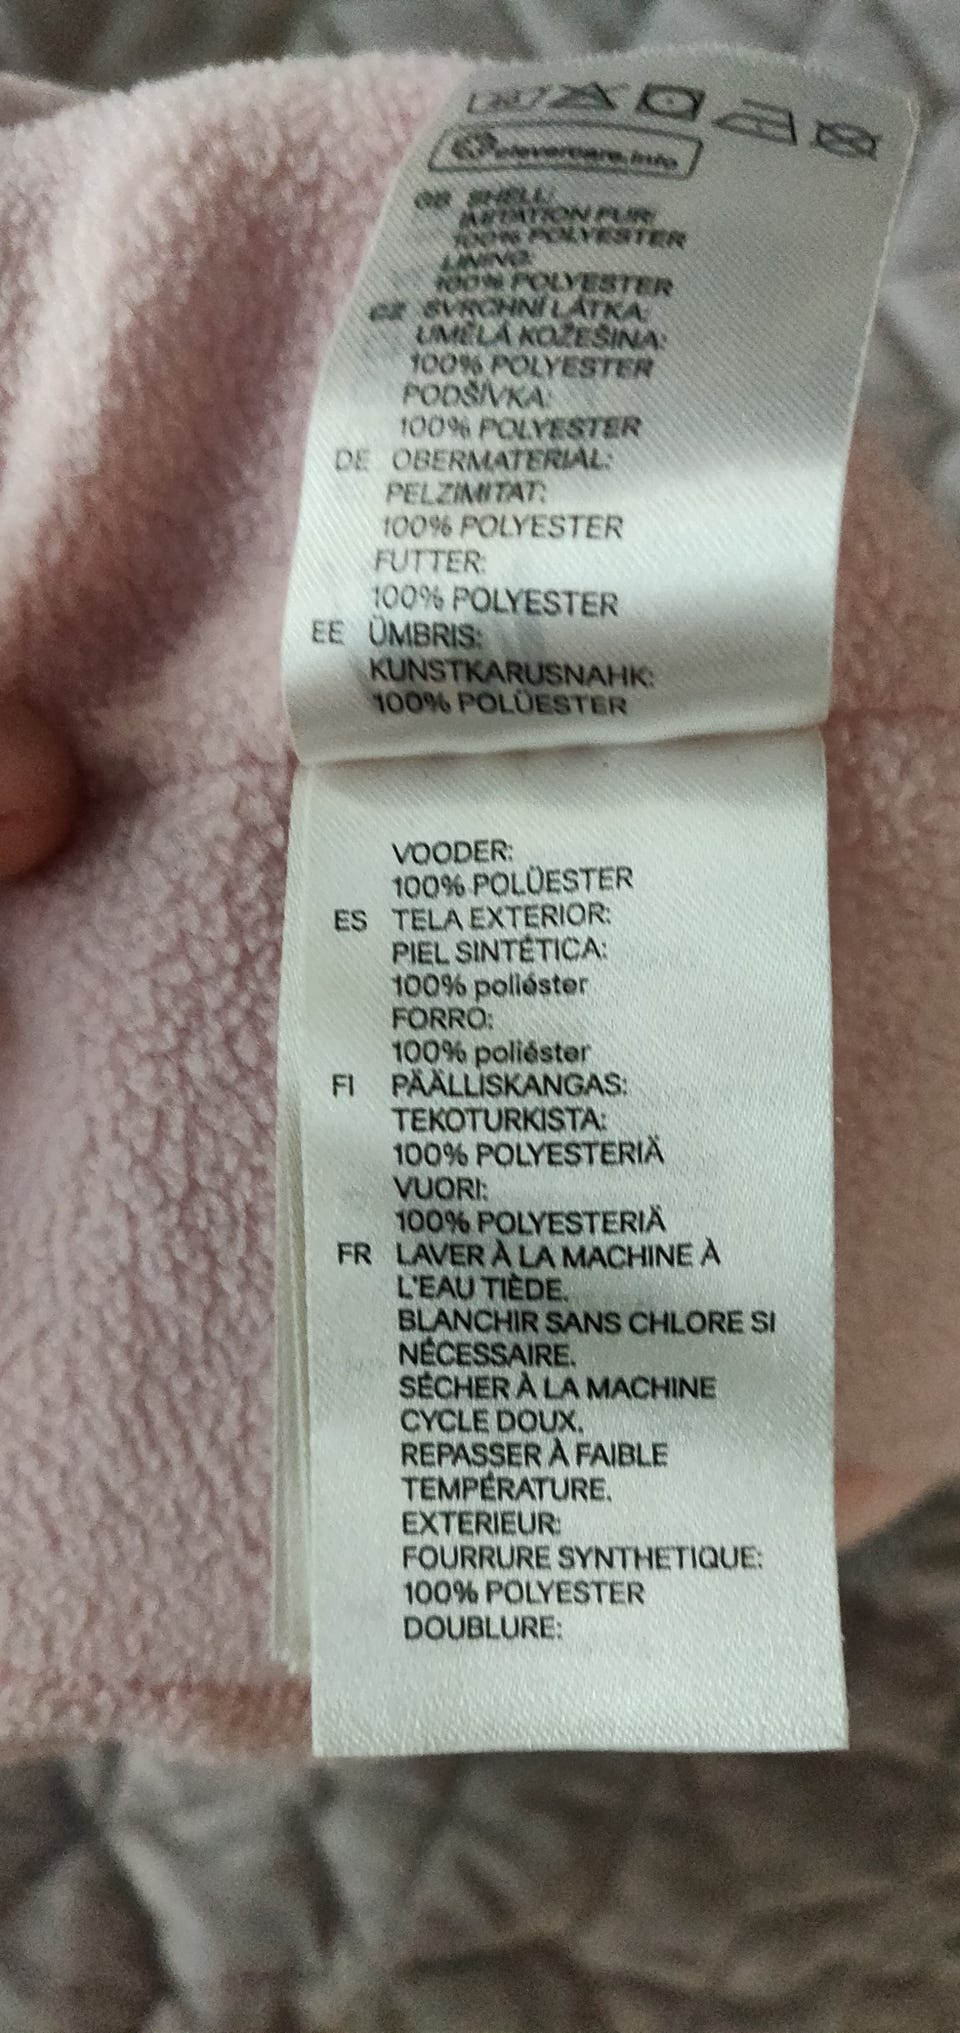 clevercare.info
GB SHELL:
IMITATION FUR:
100% POLYESTER
LINING:
100% POLYESTER
CZ SVRCHNÍ LÁTKA:
UMĚLÁ KOŽEŠINA:
100% POLYESTER
PODŠÍVKA:
100% POLYESTER
DE OBERMATERIAL:
PELZIMITAT:
100% POLYESTER
FUTTER:
100% POLYESTER
EE ÜMBRIS:
KUNSTKARUSNAHK:
100% POLÜESTER
VOODER:
100% POLÜESTER
ES TELA EXTERIOR:
PIEL SINTÉTICA:
100% poliéster
FORRO:
100% poliéster
FI PÄÄLLISKANGAS:
TEKOTURKISTA:
100% POLYESTERIÄ
VUORI:
100% POLYESTERIÄ
FR LAVER À LA MACHINE À
L'EAU TIÈDE.
BLANCHIR SANS CHLORE SI
NÉCESSAIRE.
SÉCHER À LA MACHINE
CYCLE DOUX.
REPASSER À FAIBLE
TEMPÉRATURE.
EXTERIEUR:
FOURRURE SYNTHETIQUE:
100% POLYESTER
DOUBLURE: